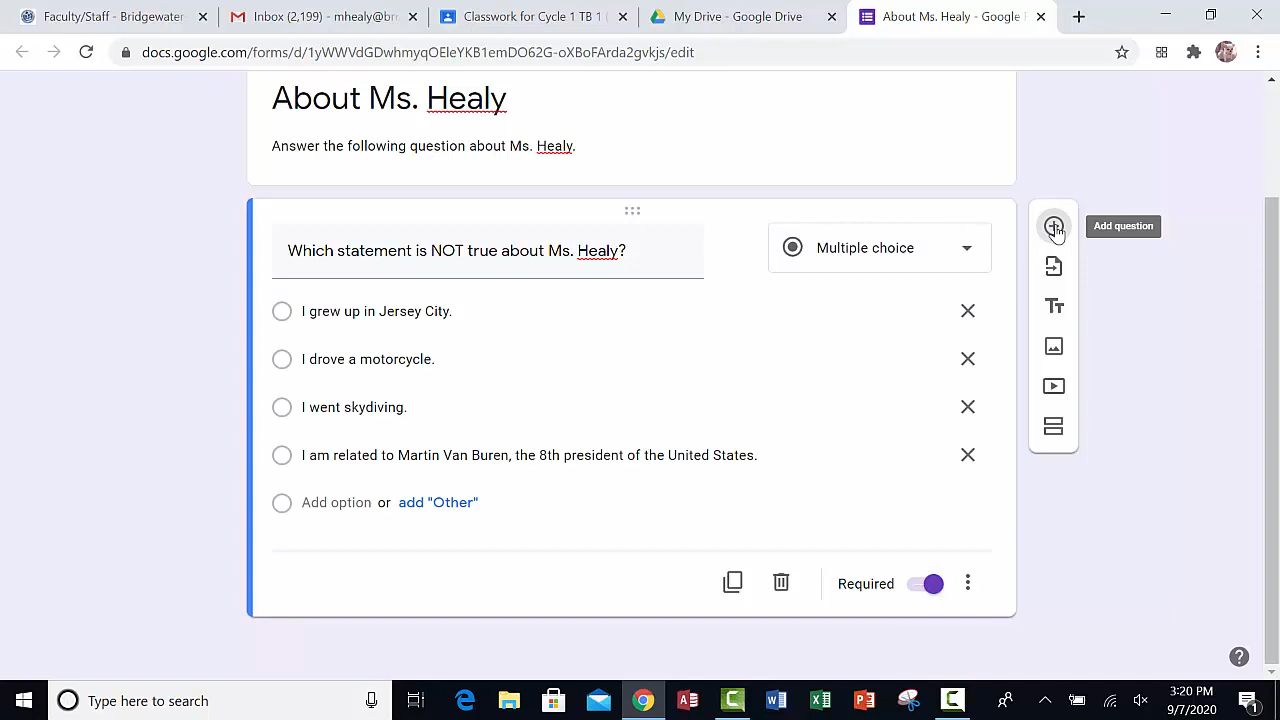 Faculty/Staff - Bridgewater
Inbox (2,199) - mhealy@b
Classwork for Cycle 1 TE
My Drive - Google Drive
About Ms. Healy - Google F
docs.google.com/forms/d/1yWWVdGDwhmyqOEleYKB1emDO62G-oXBoFArda2gvkjs/edit
About Ms. Healy
Answer the following question about Ms. Healy.
Which statement is NOT true about Ms. Healy?
Multiple choice
Add question
I grew up in Jersey City.
I drove a motorcycle.
I went skydiving.
I am related to Martin Van Buren, the 8th president of the United States.
Add option or add "Other"
Required
Type here to search
3:20 PM
9/7/2020